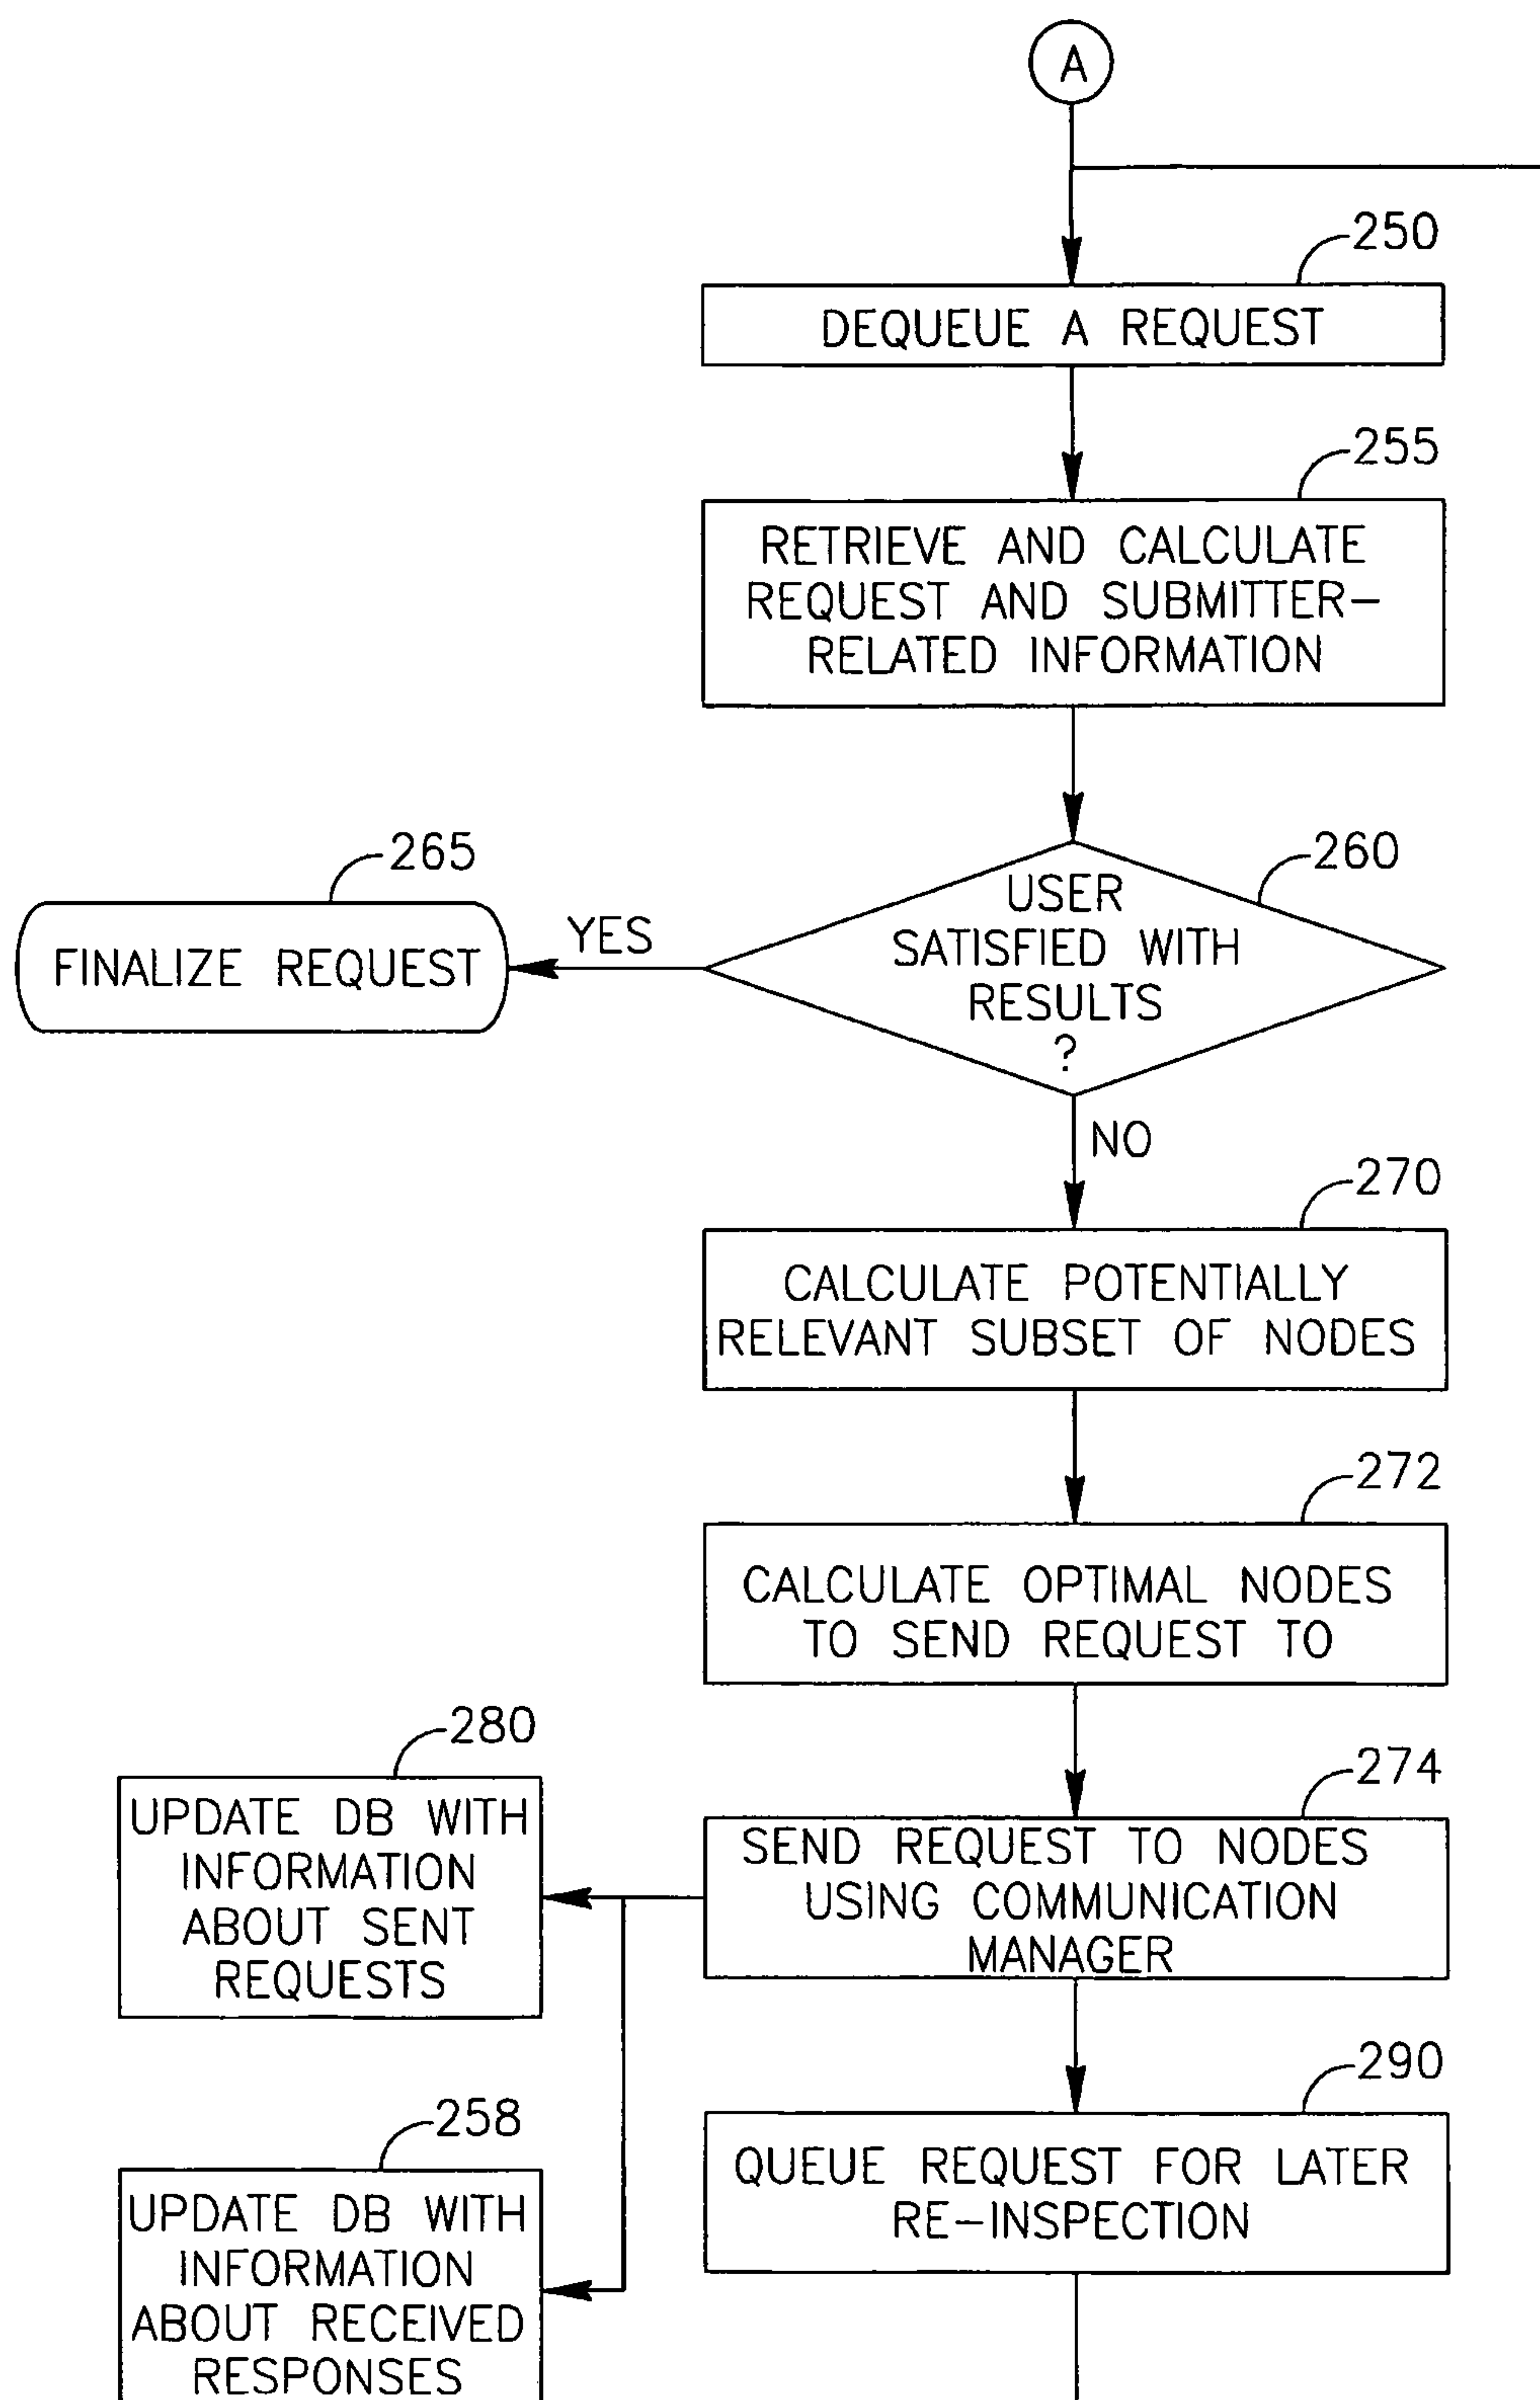 A
250
DEQUEUE A REQUEST
255
RETRIEVE AND CALCULATE
REQUEST AND SUBMITTER-
RELATED INFORMATION
265
FINALIZE REQUEST
YES
260
USER
SATISFIED WITH
RESULTS
?
NO
270
CALCULATE POTENTIALLY
RELEVANT SUBSET OF NODES
272
CALCULATE OPTIMAL NODES
TO SEND REQUEST TO
280
UPDATE DB WITH
INFORMATION
ABOUT SENT
REQUESTS
274
SEND REQUEST TO NODES
USING COMMUNICATION
MANAGER
258
UPDATE DB WITH
INFORMATION
ABOUT RECEIVED
RESPONSES
290
QUEUE REQUEST FOR LATER
RE-INSPECTION